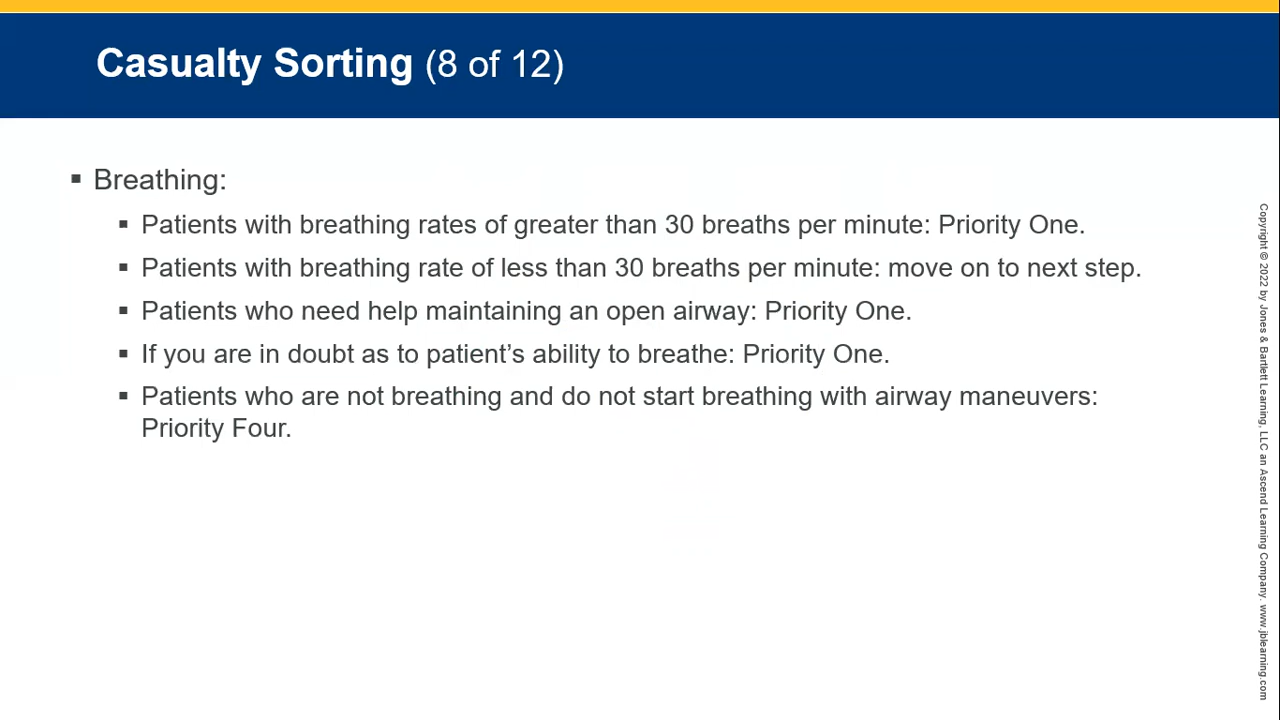 Casualty Sorting (8 of 12)
▪ Breathing:
▪ Patients with breathing rates of greater than 30 breaths per minute: Priority One.
▪ Patients with breathing rate of less than 30 breaths per minute: move on to next step.
▪ Patients who need help maintaining an open airway: Priority One.
▪ If you are in doubt as to patient’s ability to breathe: Priority One.
▪ Patients who are not breathing and do not start breathing with airway maneuvers:
Priority Four.
Copyright © 2022 by Jones & Bartlett Learning, LLC an Ascend Learning Company. www.jblearning.com